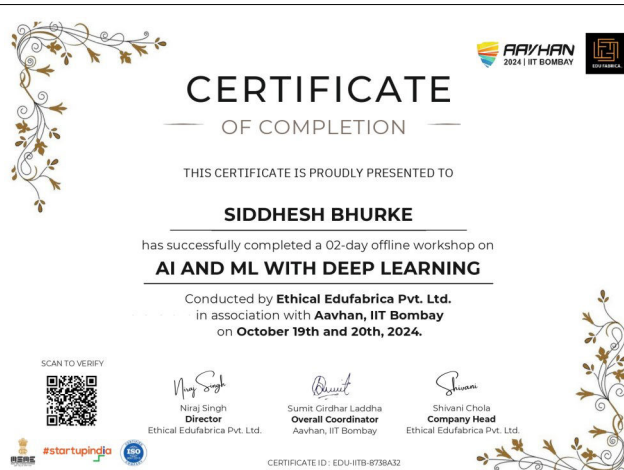 AAVHAN
2024 | IIT BOMBAY
EDU FABRICA
CERTIFICATE
OF COMPLETION
THIS CERTIFICATE IS PROUDLY PRESENTED TO
SIDDHESH BHURKE
has successfully completed a 02-day offline workshop on
AI AND ML WITH DEEP LEARNING
Conducted by Ethical Edufabrica Pvt. Ltd.
in association with Aavhan, IIT Bombay
on October 19th and 20th, 2024.
SCAN TO VERIFY
Niraj Singh
Niraj Singh
Director
Ethical Edufabrica Pvt. Ltd.
Sumit
Sumit Girdhar Laddha
Overall Coordinator
Aavhan, IIT Bombay
Shivani
Shivani Chola
Company Head
Ethical Edufabrica Pvt. Ltd.
MSME
#startupindia
ISO
CERTIFICATE ID : EDU-IITB-8738A32